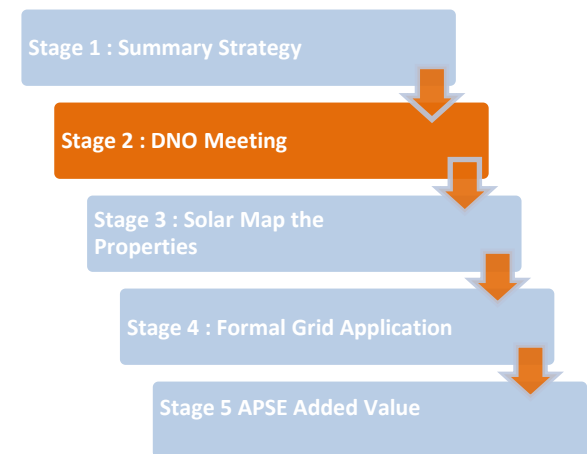 Stage 1 : Summary Strategy
Stage 2 : DNO Meeting
Stage 3 : Solar Map the
Properties
Stage 4 : Formal Grid Application
Stage 5 APSE Added Value